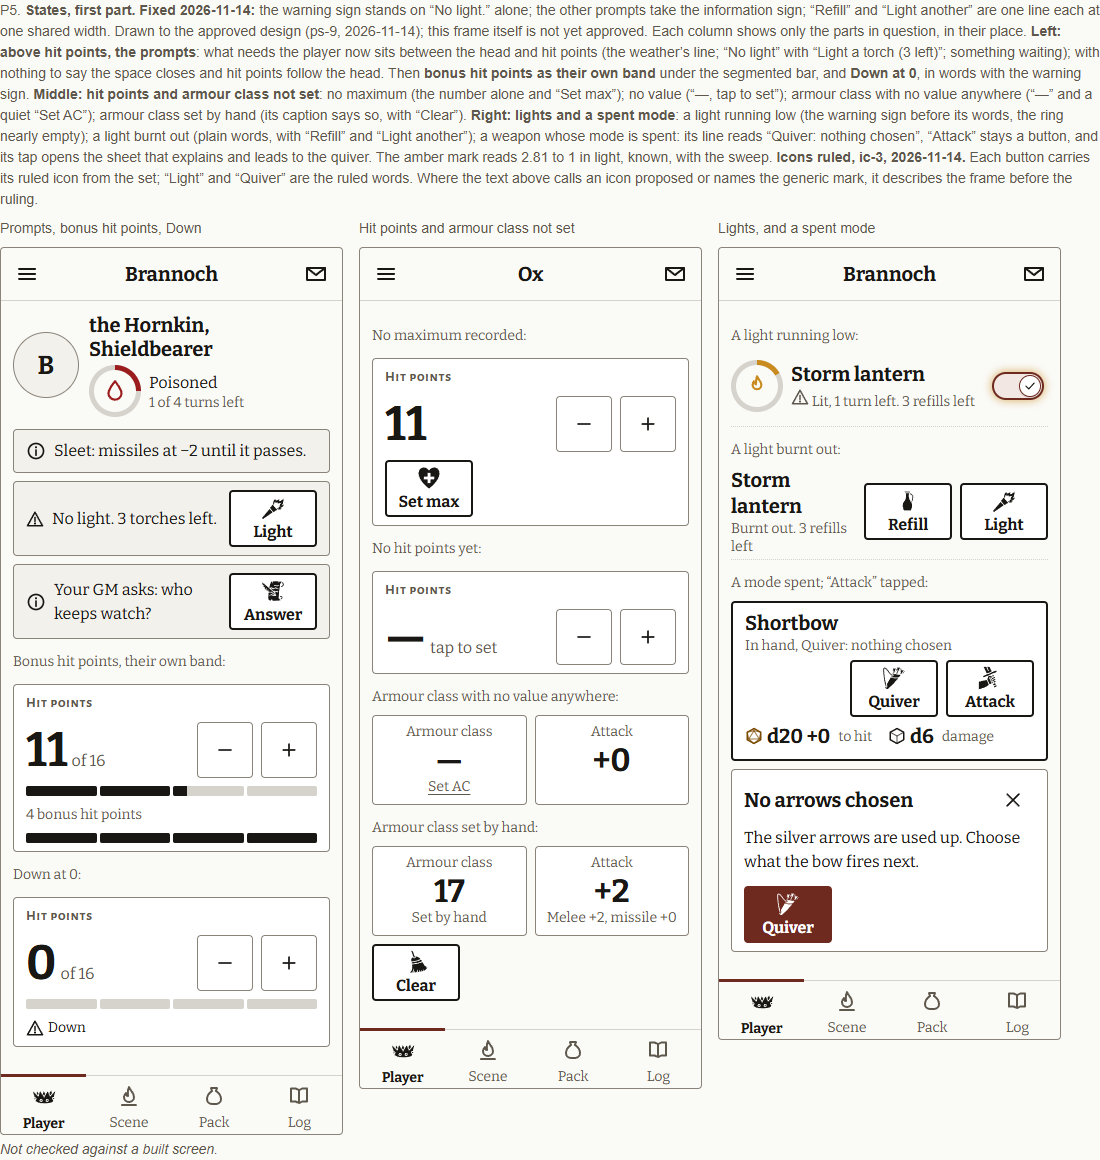 P5. States, first part. Fixed 2026-11-14: the warning sign stands on “No light.” alone; the other prompts take the information sign; “Refill” and “Light another” are one line each at
one shared width. Drawn to the approved design (ps-9, 2026-11-14); this frame itself is not yet approved. Each column shows only the parts in question, in their place. Left:
above hit points, the prompts: what needs the player now sits between the head and hit points (the weather’s line; “No light” with “Light a torch (3 left)”; something waiting); with
nothing to say the space closes and hit points follow the head. Then bonus hit points as their own band under the segmented bar, and Down at 0, in words with the warning
sign. Middle: hit points and armour class not set: no maximum (the number alone and “Set max”); no value (“—, tap to set”); armour class with no value anywhere (“—” and a
quiet “Set AC”); armour class set by hand (its caption says so, with “Clear”). Right: lights and a spent mode: a light running low (the warning sign before its words, the ring
nearly empty); a light burnt out (plain words, with “Refill” and “Light another”); a weapon whose mode is spent: its line reads “Quiver: nothing chosen”, “Attack” stays a button, and
its tap opens the sheet that explains and leads to the quiver. The amber mark reads 2.81 to 1 in light, known, with the sweep. Icons ruled, ic-3, 2026-11-14. Each button carries
its ruled icon from the set; “Light” and “Quiver” are the ruled words. Where the text above calls an icon proposed or names the generic mark, it describes the frame before the
ruling.
Prompts, bonus hit points, Down
Brannoch
B
the Hornkin,
Shieldbearer
Poisoned
1 of 4 turns left
Sleet: missiles at −2 until it passes.
No light. 3 torches left.
Light
Your GM asks: who
keeps watch?
Answer
Bonus hit points, their own band:
HIT POINTS
11 of 16
−
+
4 bonus hit points
Down at 0:
HIT POINTS
0 of 16
−
+
Down
Player
Scene
Pack
Log
Hit points and armour class not set
Ox
No maximum recorded:
HIT POINTS
11
−
+
Set max
No hit points yet:
HIT POINTS
— tap to set
−
+
Armour class with no value anywhere:
Armour class
—
Set AC
Attack
+0
Armour class set by hand:
Armour class
17
Set by hand
Attack
+2
Melee +2, missile +0
Clear
Player
Scene
Pack
Log
Lights, and a spent mode
Brannoch
A light running low:
Storm lantern
Lit, 1 turn left. 3 refills left
A light burnt out:
Storm
lantern
Burnt out. 3 refills
left
Refill
Light
A mode spent; “Attack” tapped:
Shortbow
In hand, Quiver: nothing chosen
Quiver
Attack
d20 +0 to hit
d6 damage
No arrows chosen
The silver arrows are used up. Choose
what the bow fires next.
Quiver
Player
Scene
Pack
Log
Not checked against a built screen.